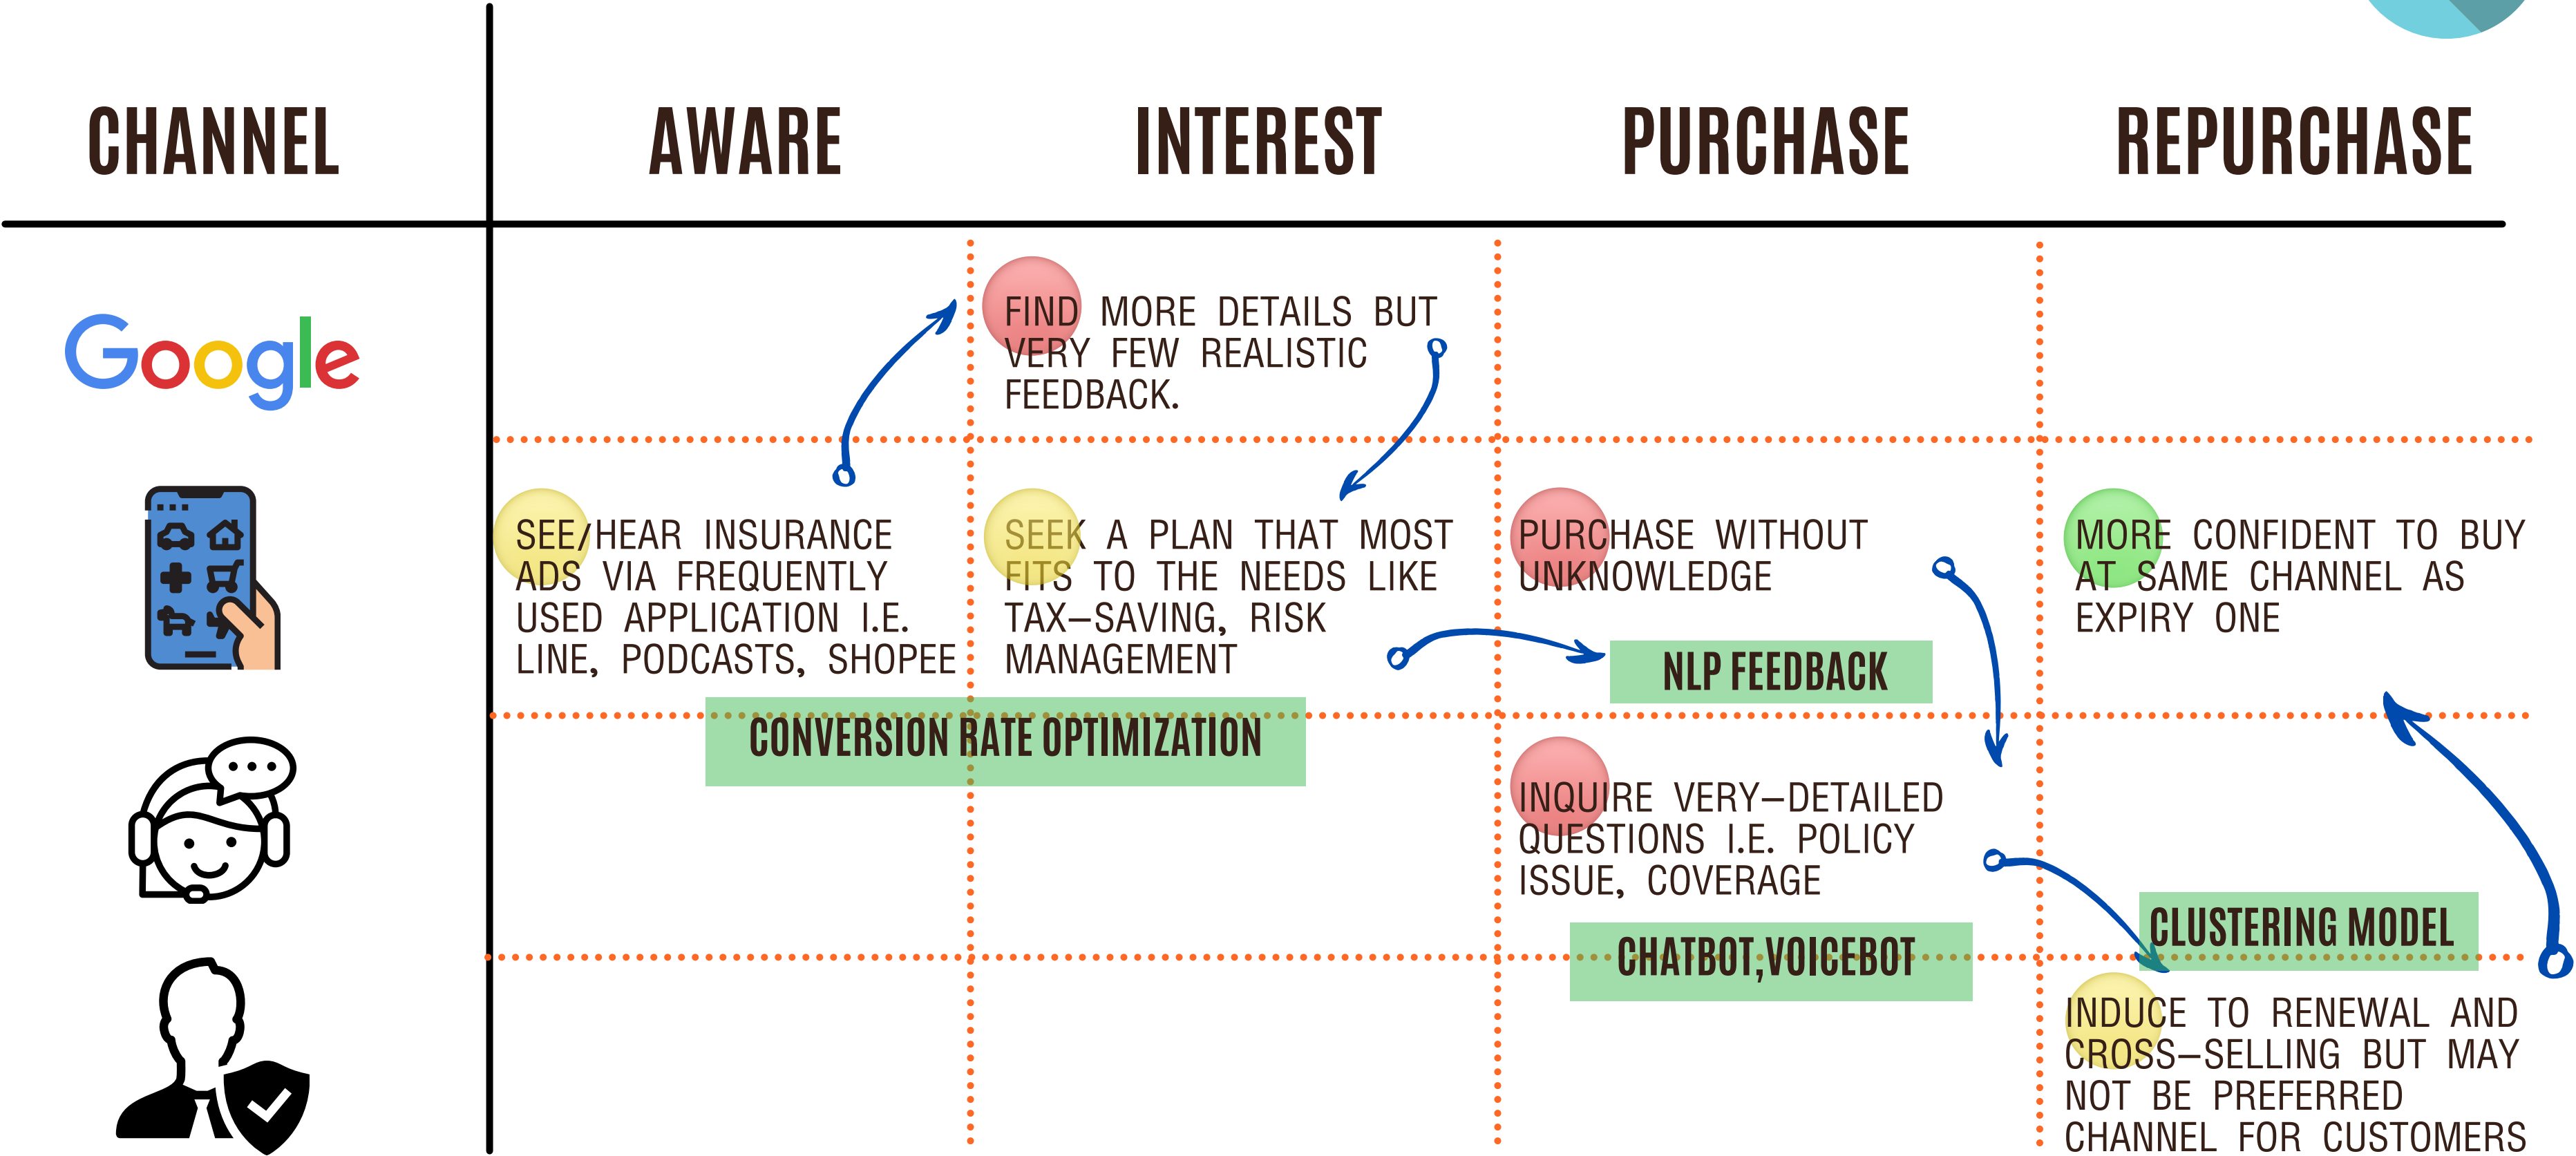 CHANNEL
AWARE
INTEREST
PURCHASE
REPURCHASE
Google
FIND MORE DETAILS BUT
VERY FEW REALISTIC
FEEDBACK.
SEE/HEAR INSURANCE
ADS VIA FREQUENTLY
USED APPLICATION I.E.
LINE, PODCASTS, SHOPEE
SEEK A PLAN THAT MOST
FITS TO THE NEEDS LIKE
TAX-SAVING, RISK
MANAGEMENT
PURCHASE WITHOUT
UNKNOWLEDGE
NLP FEEDBACK
MORE CONFIDENT TO BUY
AT SAME CHANNEL AS
EXPIRY ONE
CONVERSION RATE OPTIMIZATION
INQUIRE VERY-DETAILED
QUESTIONS I.E. POLICY
ISSUE, COVERAGE
CHATBOT,VOICEBOT
CLUSTERING MODEL
INDUCE TO RENEWAL AND
CROSS-SELLING BUT MAY
NOT BE PREFERRED
CHANNEL FOR CUSTOMERS